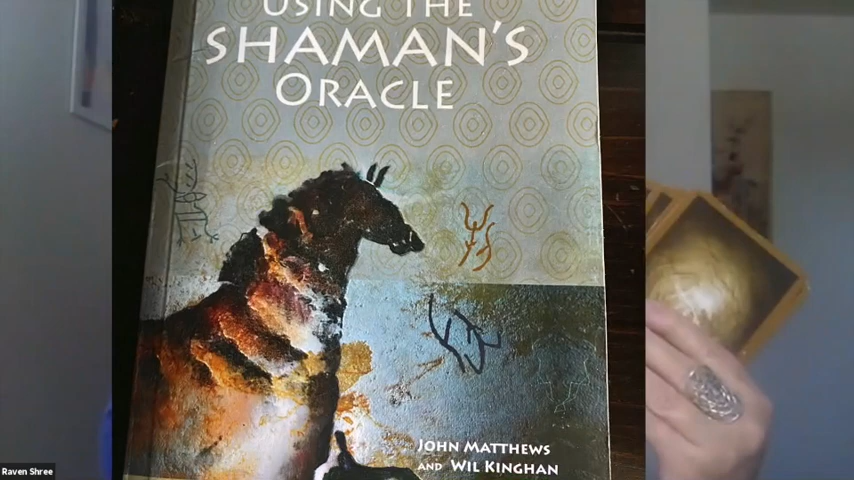 USING THE
SHAMAN'S
ORACLE
JOHN MATTHEWS
AND WIL KINGHAN
Raven Shree